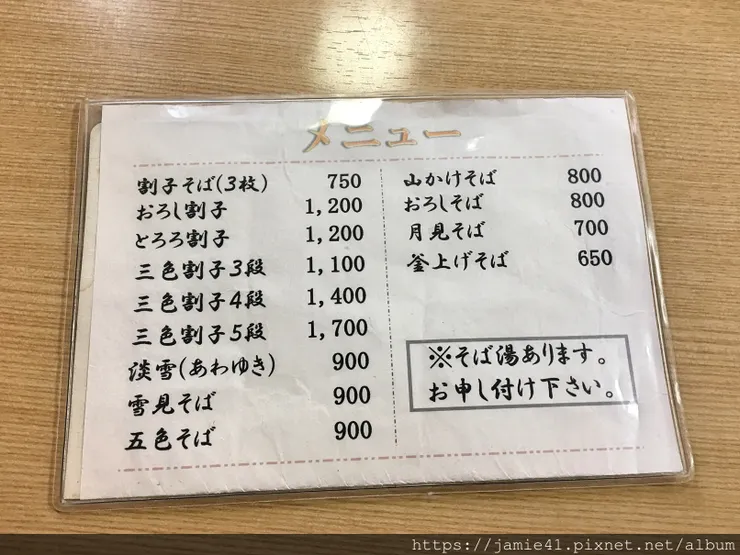 メニュー
割子そば(3枚) 750
おろし割子 1,200
とろろ割子 1,200
三色割子3段 1,100
三色割子4段 1,400
三色割子5段 1,700
淡雪(あわゆき) 900
雪見そば 900
五色そば 900
山かけそば 800
おろしそば 800
月見そば 700
釜上げそば 650
※そば湯あります。
お申し付け下さい。
https://jamie41.pixnet.net/album